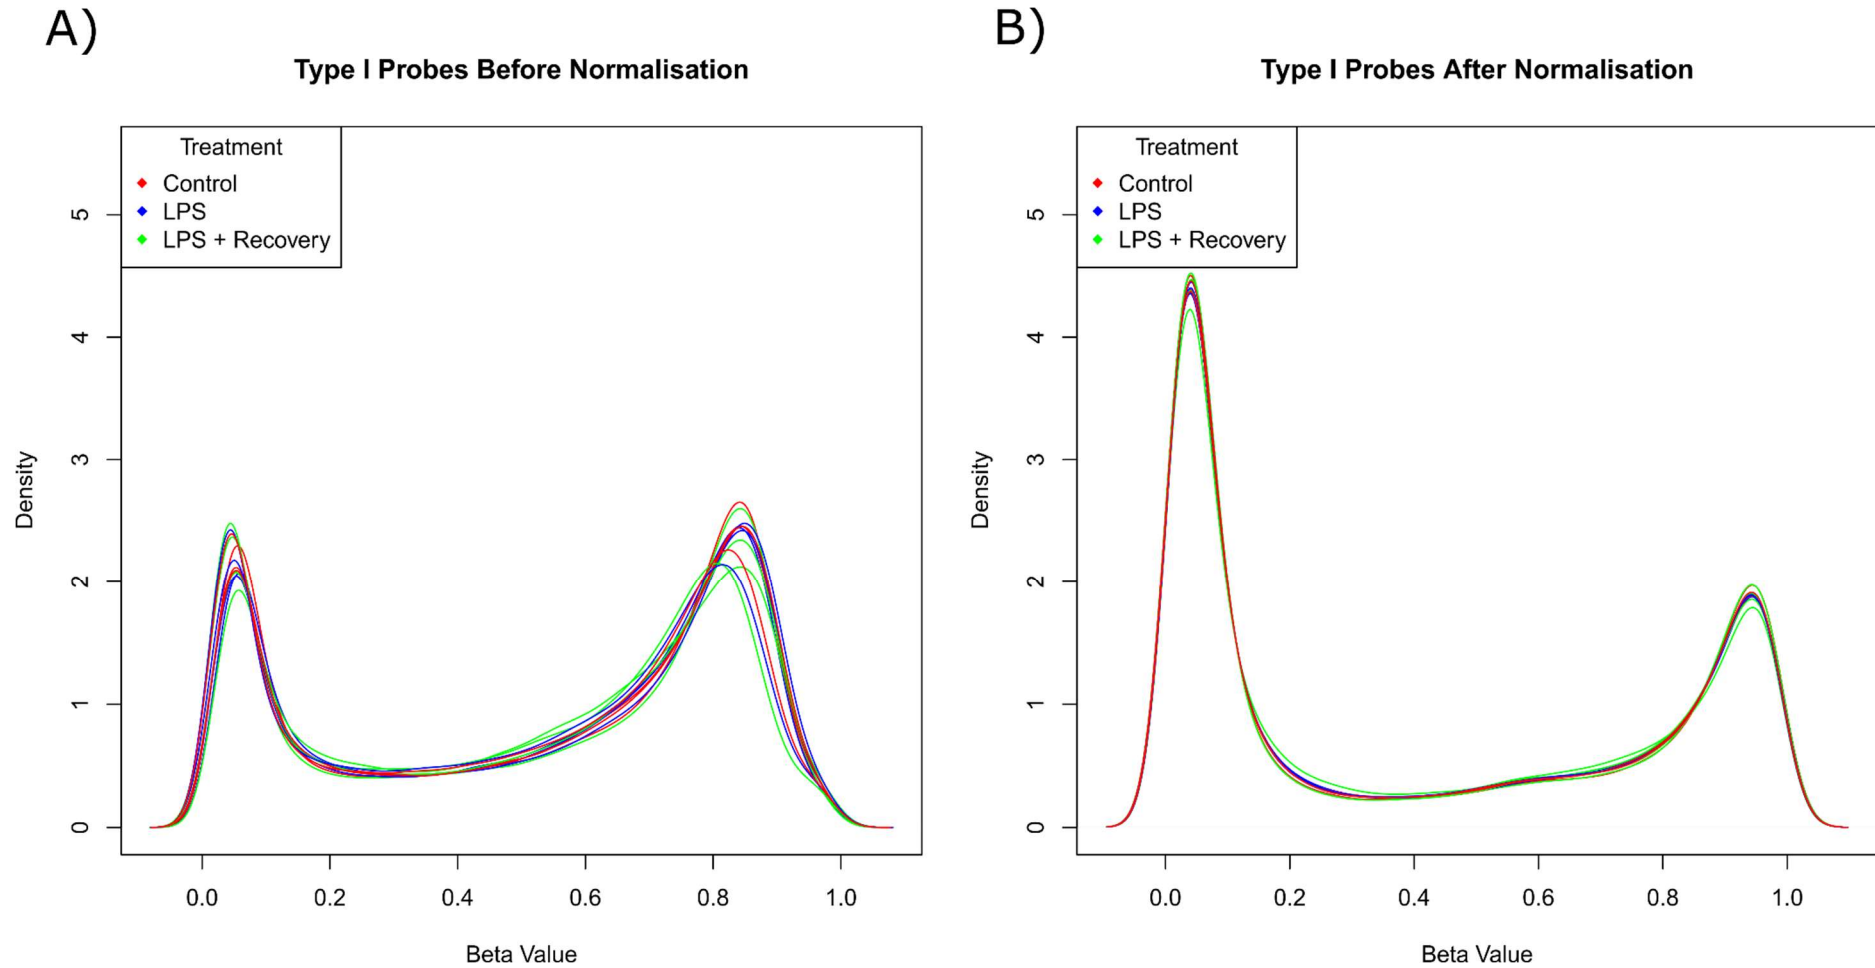 A)
Type I Probes Before Normalisation
Treatment
Control
LPS
LPS + Recovery
Density
5
4
3
2
1
0
0.0 0.2 0.4 0.6 0.8 1.0
Beta Value
B)
Type I Probes After Normalisation
Treatment
Control
LPS
LPS + Recovery
Density
5
4
3
2
1
0
0.0 0.2 0.4 0.6 0.8 1.0
Beta Value